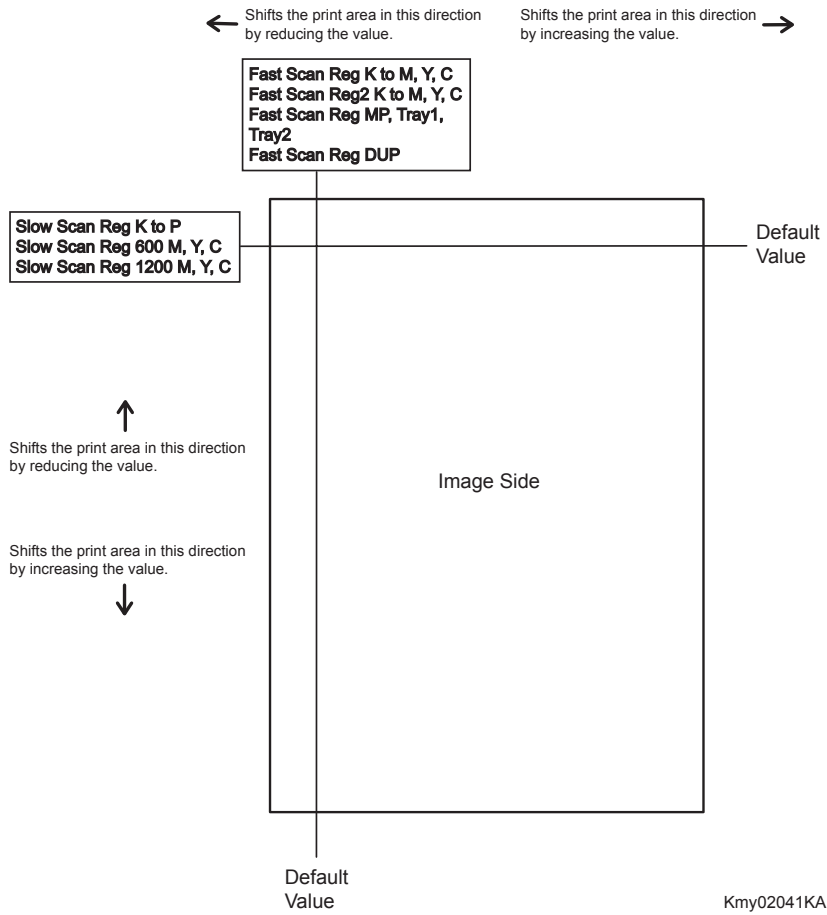 Shifts the print area in this direction
by reducing the value.
Shifts the print area in this direction
by increasing the value.
Fast Scan Reg K to M, Y, C
Fast Scan Reg2 K to M, Y, C
Fast Scan Reg MP, Tray1,
Tray2
Fast Scan Reg DUP
Slow Scan Reg K to P
Slow Scan Reg 600 M, Y, C
Slow Scan Reg 1200 M, Y, C
Default
Value
Shifts the print area in this direction
by reducing the value.
Image Side
Shifts the print area in this direction
by increasing the value.
Default
Value
Kmy02041KA